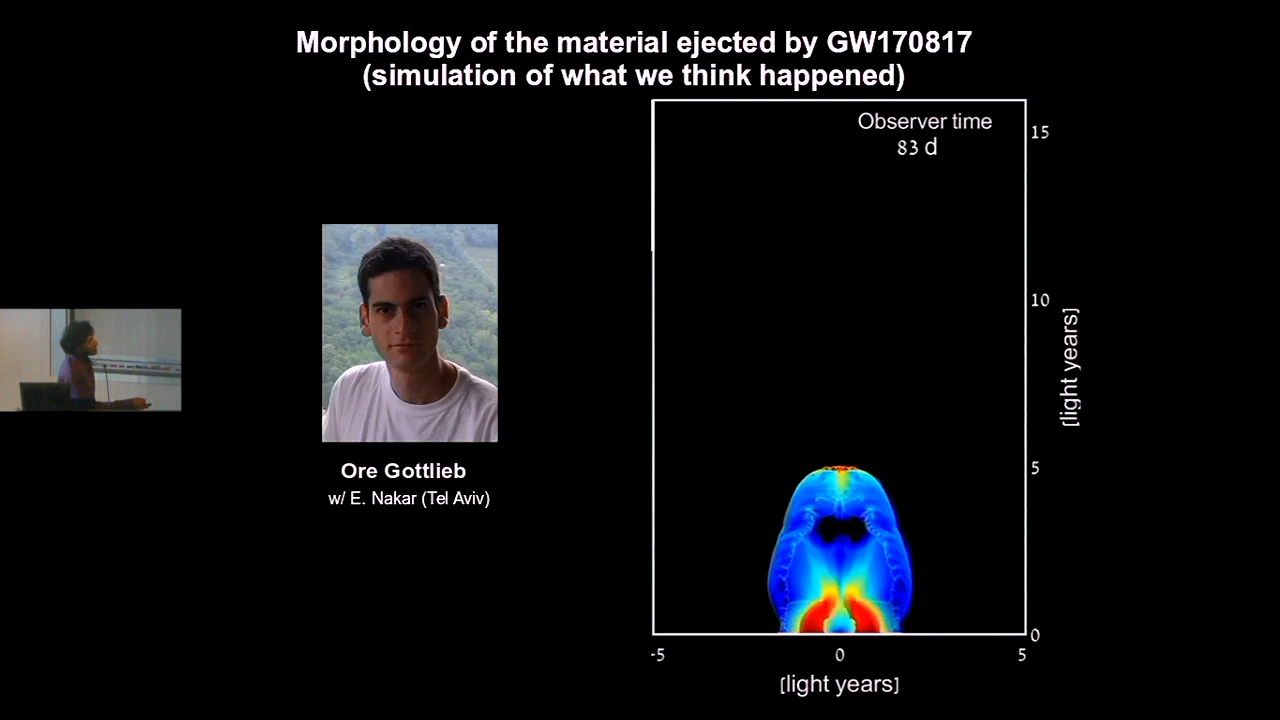 Morphology of the material ejected by GW170817
(simulation of what we think happened)
Observer time
83 d
15
10
5
0
[light years]
-5
0
5
[light years]
Ore Gottlieb
w/ E. Nakar (Tel Aviv)